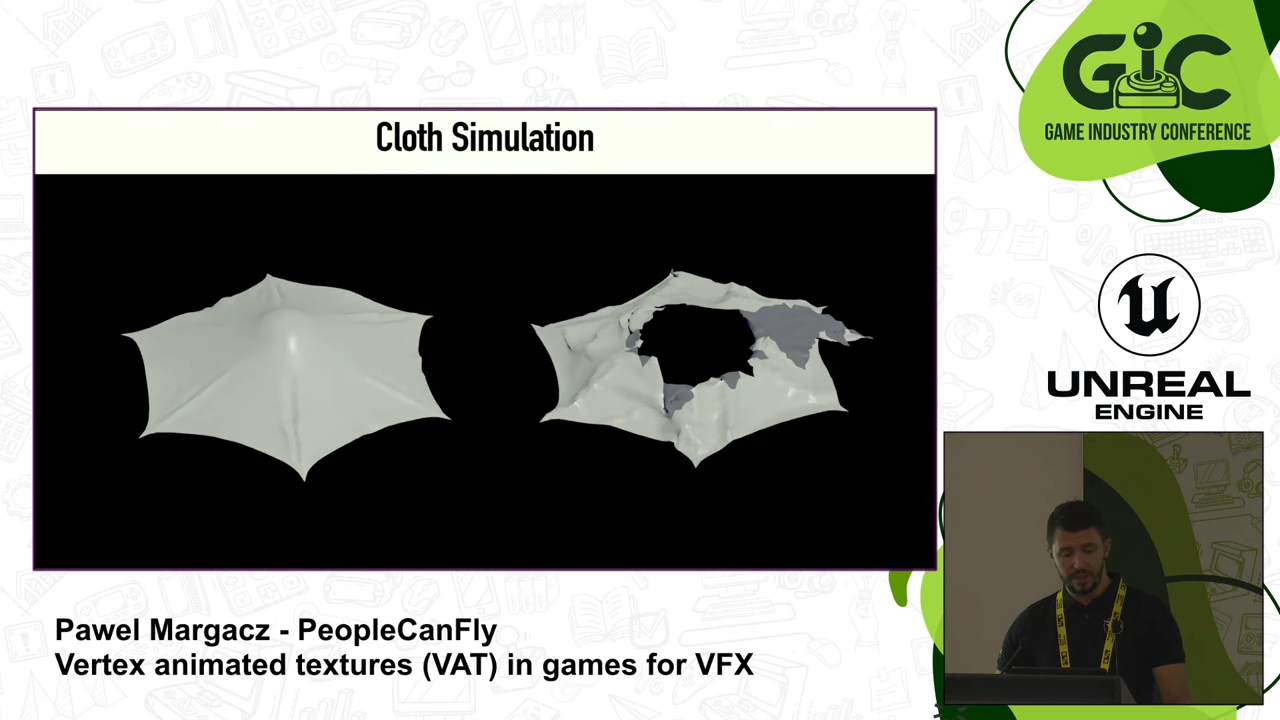 Cloth Simulation
GIC
GAME INDUSTRY CONFERENCE
UNREAL
ENGINE
Pawel Margacz - PeopleCanFly
Vertex animated textures (VAT) in games for VFX